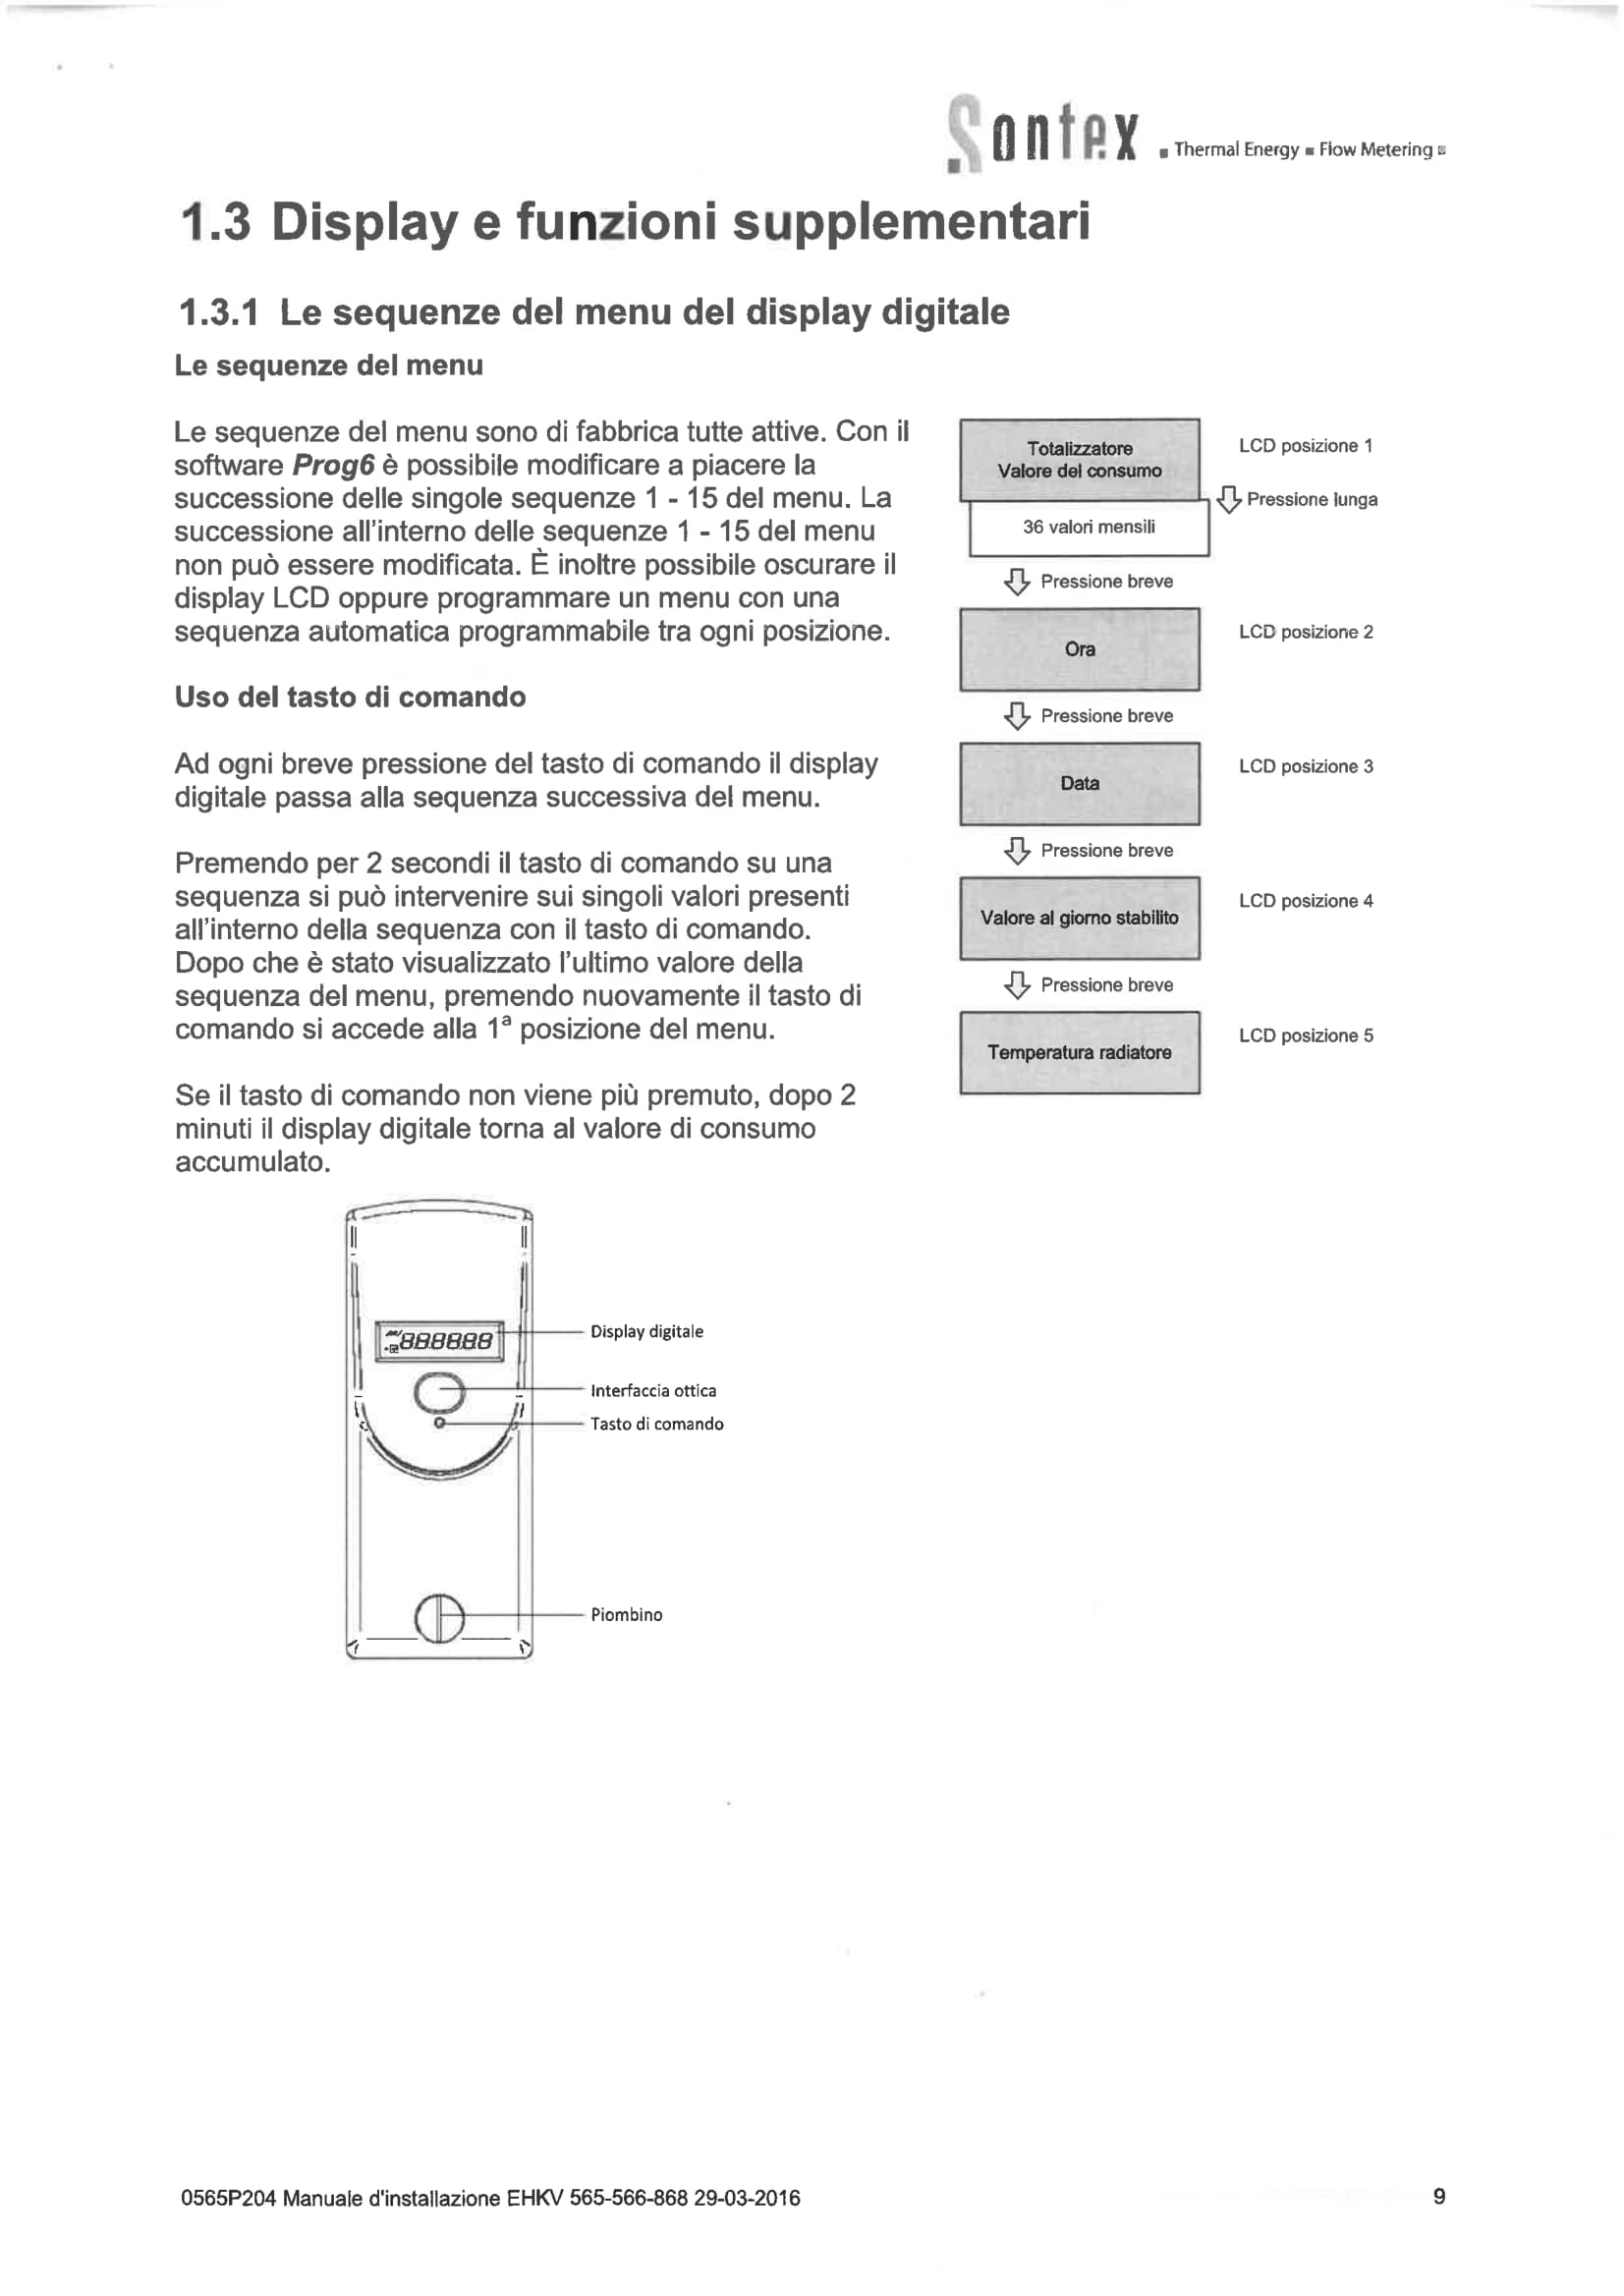 Sontex ▪ Thermal Energy ▪ Flow Metering ▪
1.3 Display e funzioni supplementari
1.3.1 Le sequenze del menu del display digitale
Le sequenze del menu
Le sequenze del menu sono di fabbrica tutte attive. Con il
software Prog6 è possibile modificare a piacere la
successione delle singole sequenze 1 - 15 del menu. La
successione all'interno delle sequenze 1 - 15 del menu
non può essere modificata. È inoltre possibile oscurare il
display LCD oppure programmare un menu con una
sequenza automatica programmabile tra ogni posizione.
Uso del tasto di comando
Ad ogni breve pressione del tasto di comando il display
digitale passa alla sequenza successiva del menu.
Premendo per 2 secondi il tasto di comando su una
sequenza si può intervenire sui singoli valori presenti
all'interno della sequenza con il tasto di comando.
Dopo che è stato visualizzato l'ultimo valore della
sequenza del menu, premendo nuovamente il tasto di
comando si accede alla 1ª posizione del menu.
Se il tasto di comando non viene più premuto, dopo 2
minuti il display digitale torna al valore di consumo
accumulato.
Totalizzatore
Valore del consumo
LCD posizione 1
Pressione lunga
36 valori mensili
Pressione breve
Ora
LCD posizione 2
Pressione breve
Data
LCD posizione 3
Pressione breve
Valore al giorno stabilito
LCD posizione 4
Pressione breve
Temperatura radiatore
LCD posizione 5
888888
Display digitale
Interfaccia ottica
Tasto di comando
Piombino
0565P204 Manuale d'installazione EHKV 565-566-868 29-03-2016
9